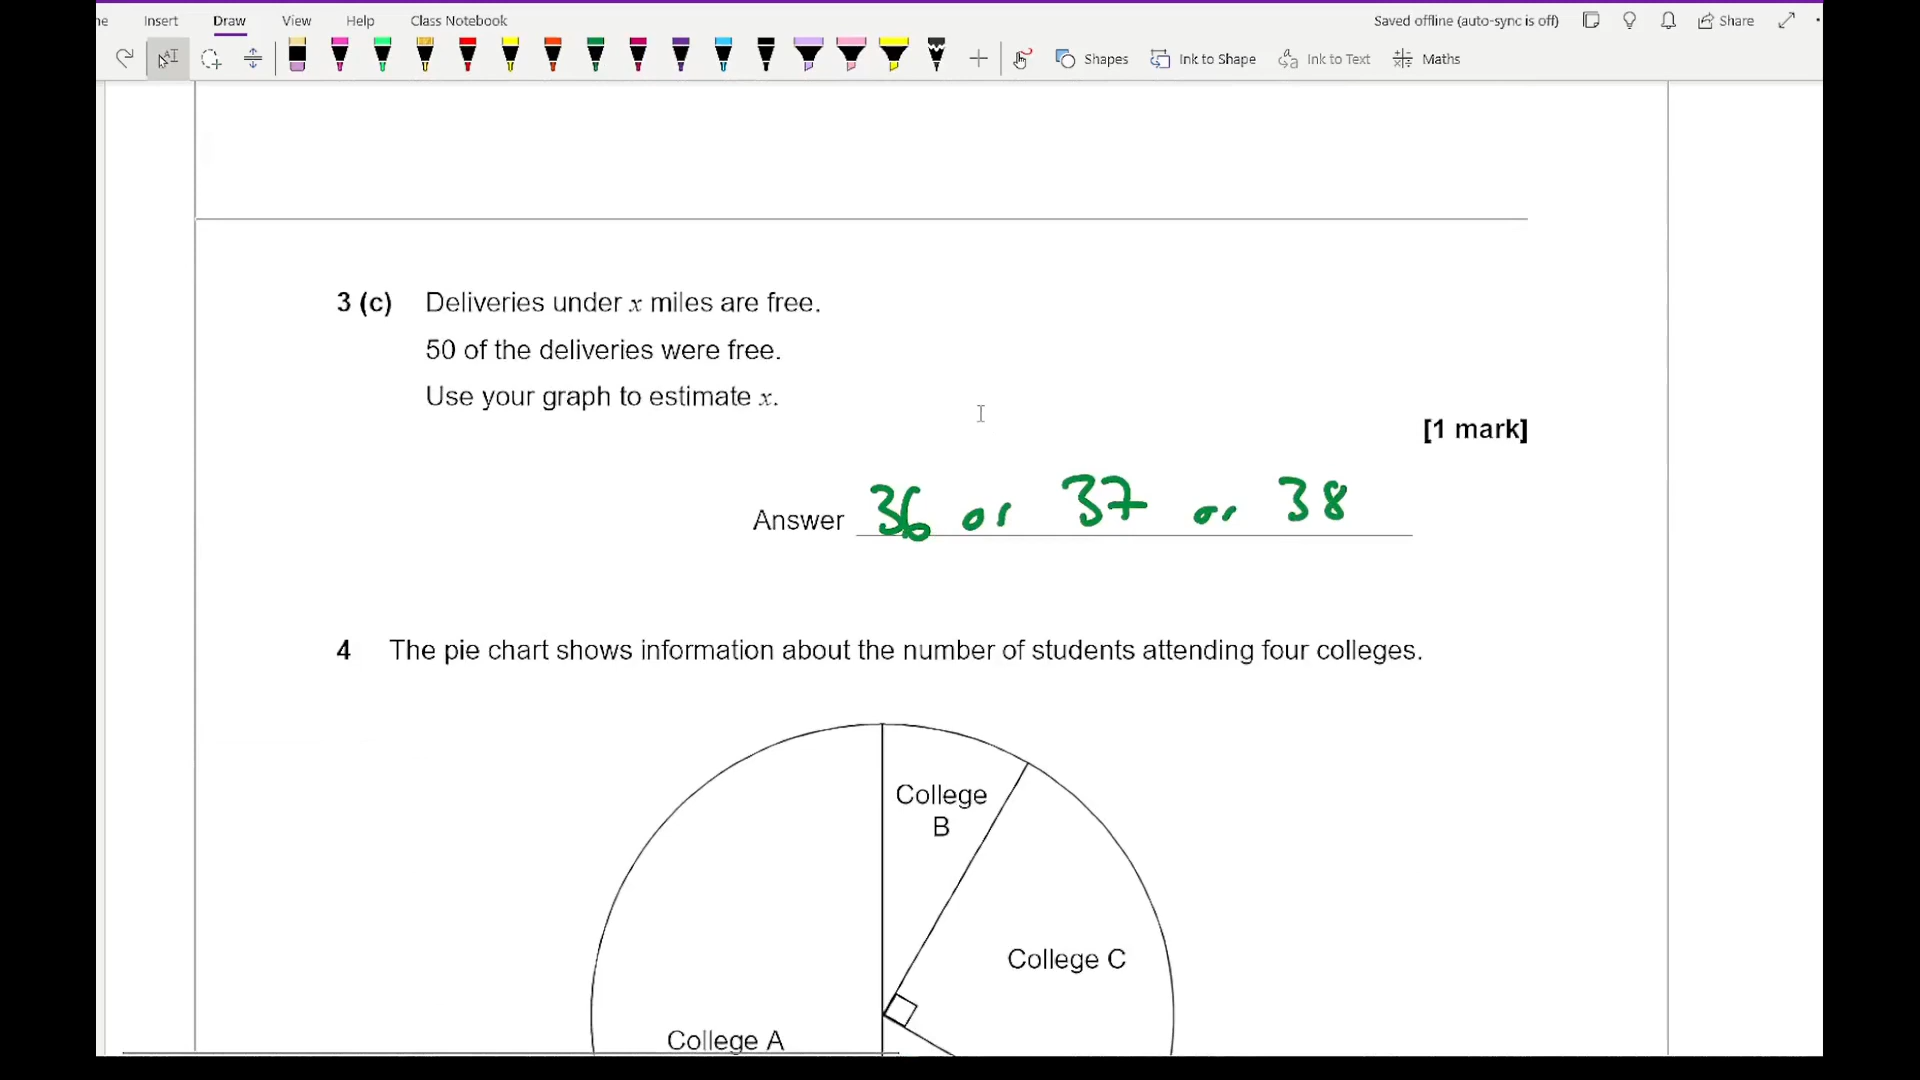 ne Insert Draw View Help Class Notebook Saved offline (auto-sync is off) Share
Shapes Ink to Shape Ink to Text Maths
3 (c) Deliveries under x miles are free.
50 of the deliveries were free.
Use your graph to estimate x.
[1 mark]
Answer 36 or 37 or 38
4 The pie chart shows information about the number of students attending four colleges.
College
B
College C
College A